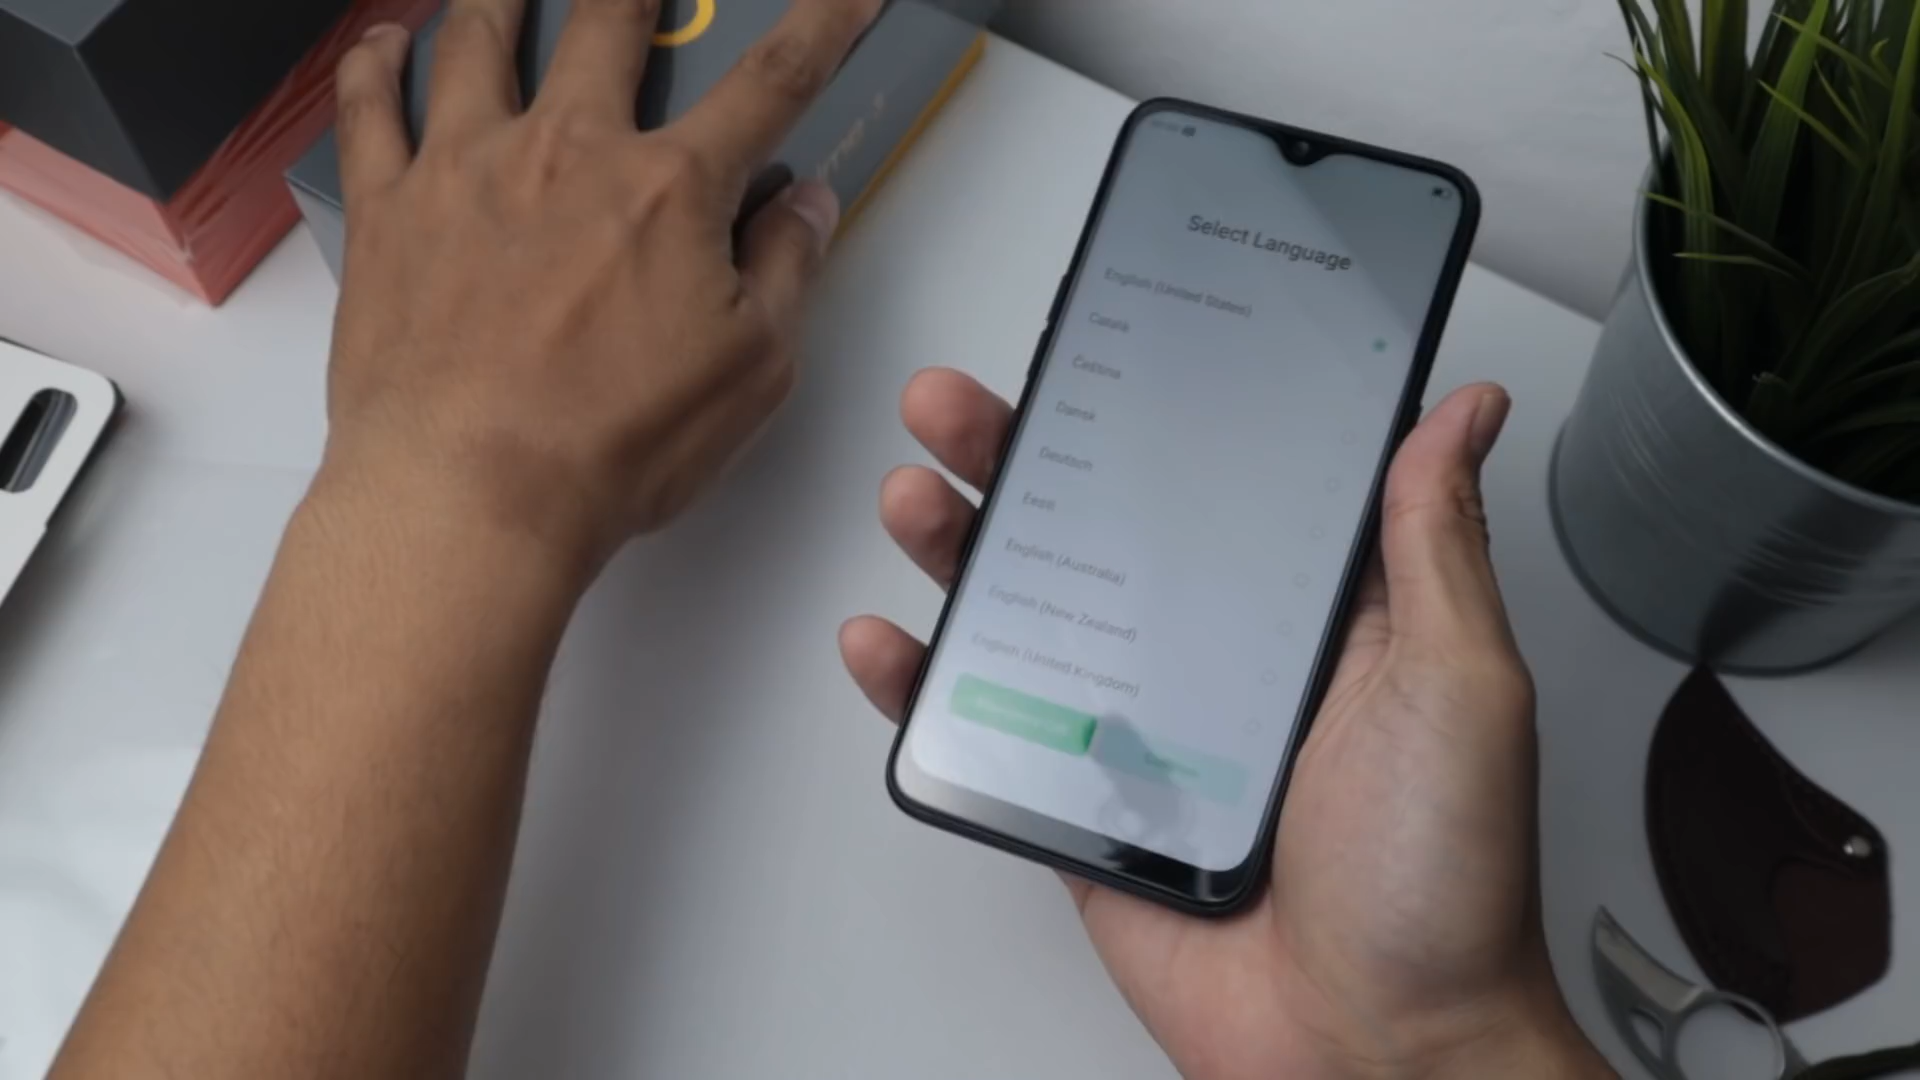 Select Language
English (United States)
Català
Čeština
Dansk
Deutsch
Eesti
English (Australia)
English (New Zealand)
English (United Kingdom)